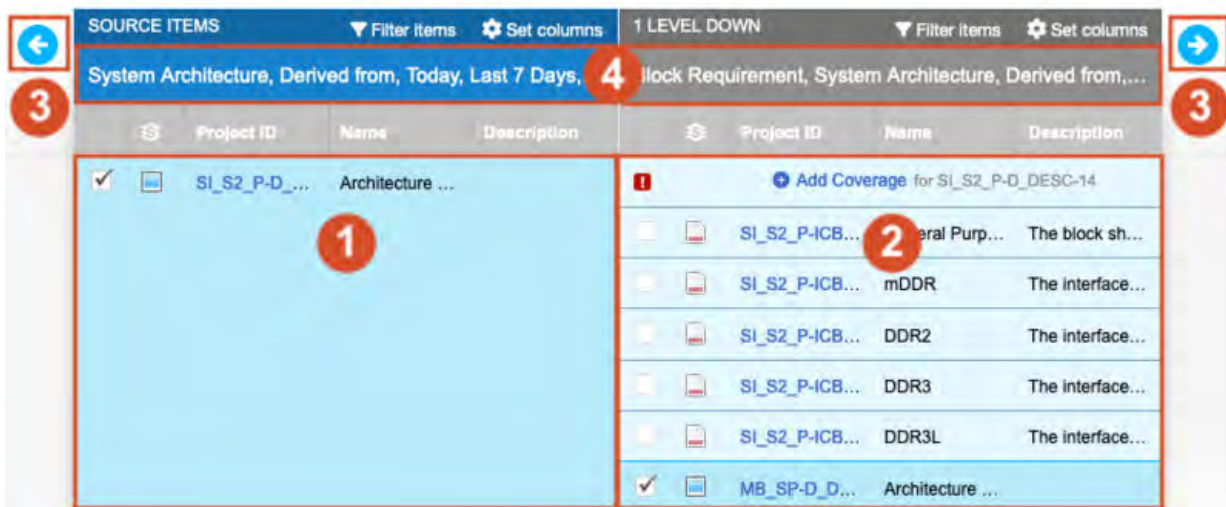 SOURCE ITEMS Filter items Set columns 1 LEVEL DOWN Filter items Set columns
3 System Architecture, Derived from, Today, Last 7 Days, 4 Block Requirement, System Architecture, Derived from,... 3
Project ID Name Description Project ID Name Description
SI_S2_P-D_... Architecture ... ! Add Coverage for SI_S2_P-D_DESC-14
1 SI_S2_P-ICB... 2 eral Purp... The block sh...
SI_S2_P-ICB... mDDR The interface...
SI_S2_P-ICB... DDR2 The interface...
SI_S2_P-ICB... DDR3 The interface...
SI_S2_P-ICB... DDR3L The interface...
MB_SP-D_D... Architecture ...